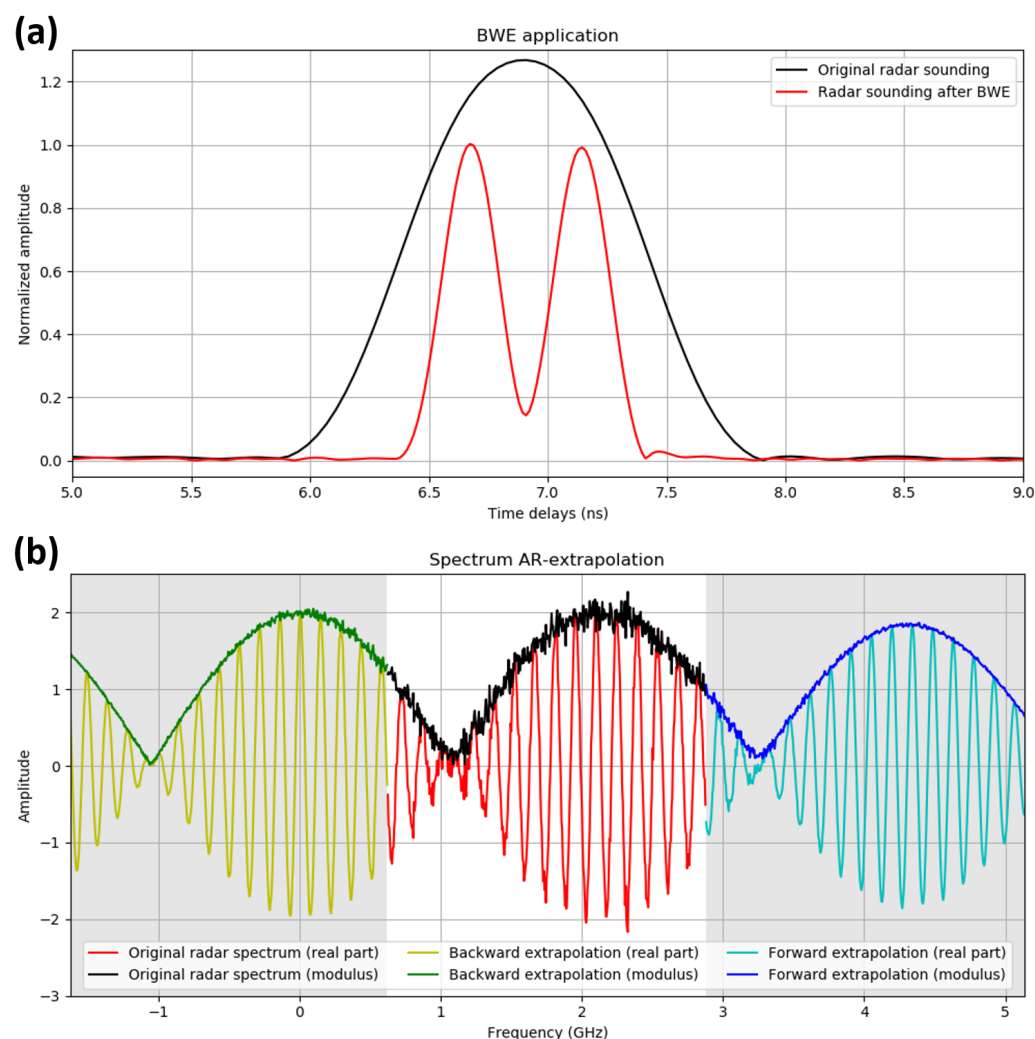 (a)
BWE application
Normalized amplitude
1.2
1.0
0.8
0.6
0.4
0.2
0.0
Original radar sounding
Radar sounding after BWE
5.0 5.5 6.0 6.5 7.0 7.5 8.0 8.5 9.0
Time delays (ns)
(b)
Spectrum AR-extrapolation
Amplitude
2
1
0
−1
−2
−3
Original radar spectrum (real part)
Original radar spectrum (modulus)
Backward extrapolation (real part)
Backward extrapolation (modulus)
Forward extrapolation (real part)
Forward extrapolation (modulus)
−1 0 1 2 3 4 5
Frequency (GHz)